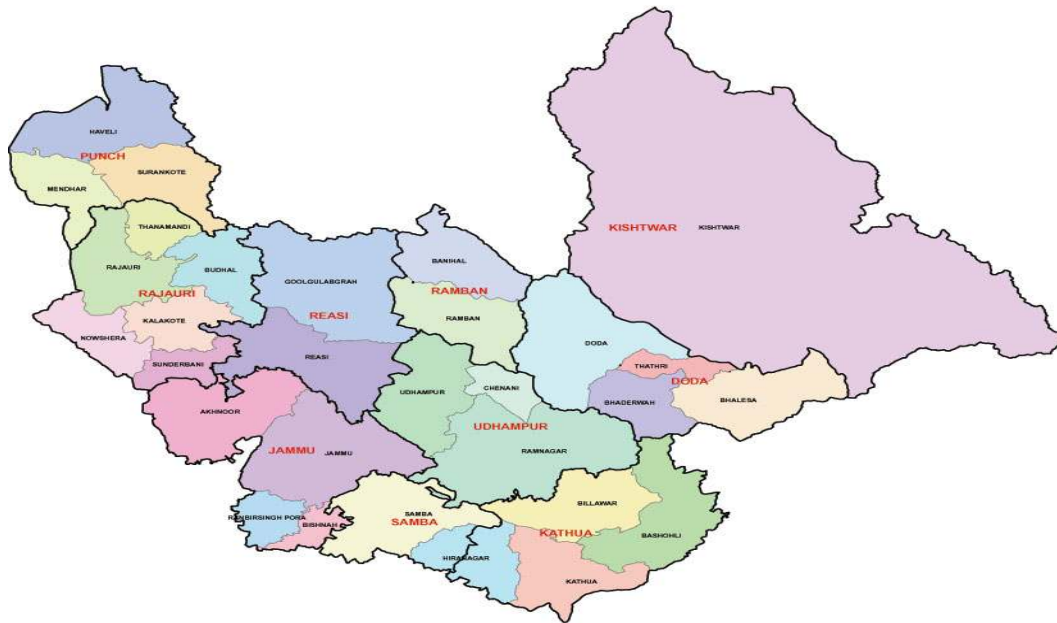 HAVELI
PUNCH
SURANKOTE
MENDHAR
THANAMANDI
KISHTWAR
KISHTWAR
BANIHAL
RAJAURI
BUDHAL
GOOLGULABGRAH
RAMBAN
RAJAURI
KALAKOTE
REASI
RAMBAN
NOWSHERA
DODA
SUNDERBANI
REASI
THATHRI
DODA
UDHAMPUR
CHENANI
BHADERWAH
BHALESA
AKHNOOR
UDHAMPUR
JAMMU
JAMMU
RAMNAGAR
BILLAWAR
SAMBA
RANBIRSINGH PORA
BISHNAH
SAMBA
KATHUA
BASHOHLI
HIRANAGAR
KATHUA